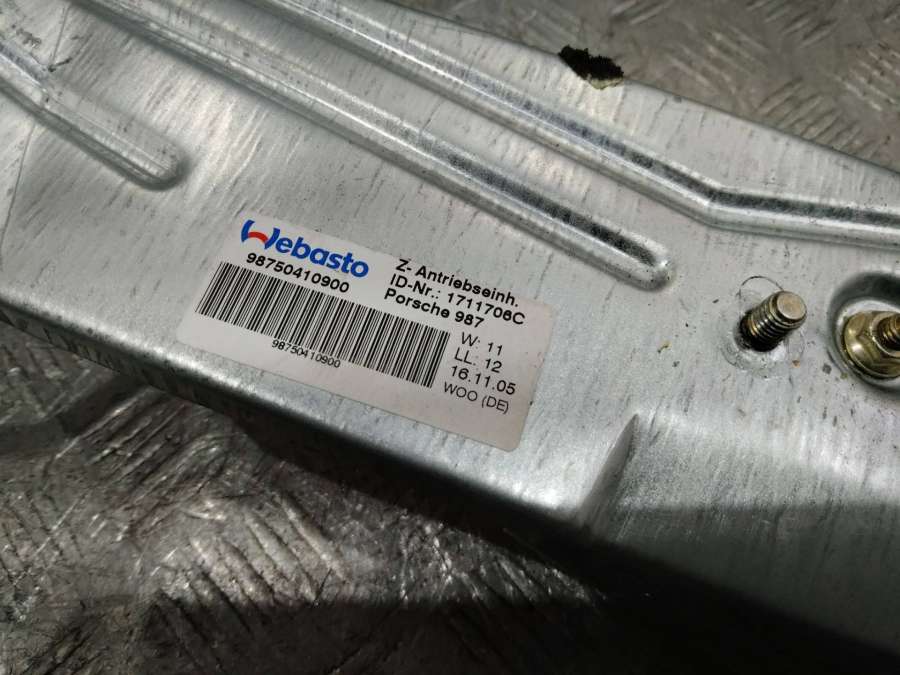 Webasto
98750410900
98750410900
Z- Antriebseinh.
ID-Nr.: 1711706C
Porsche 987
W: 11
LL: 12
16.11.05
WOO (DE)